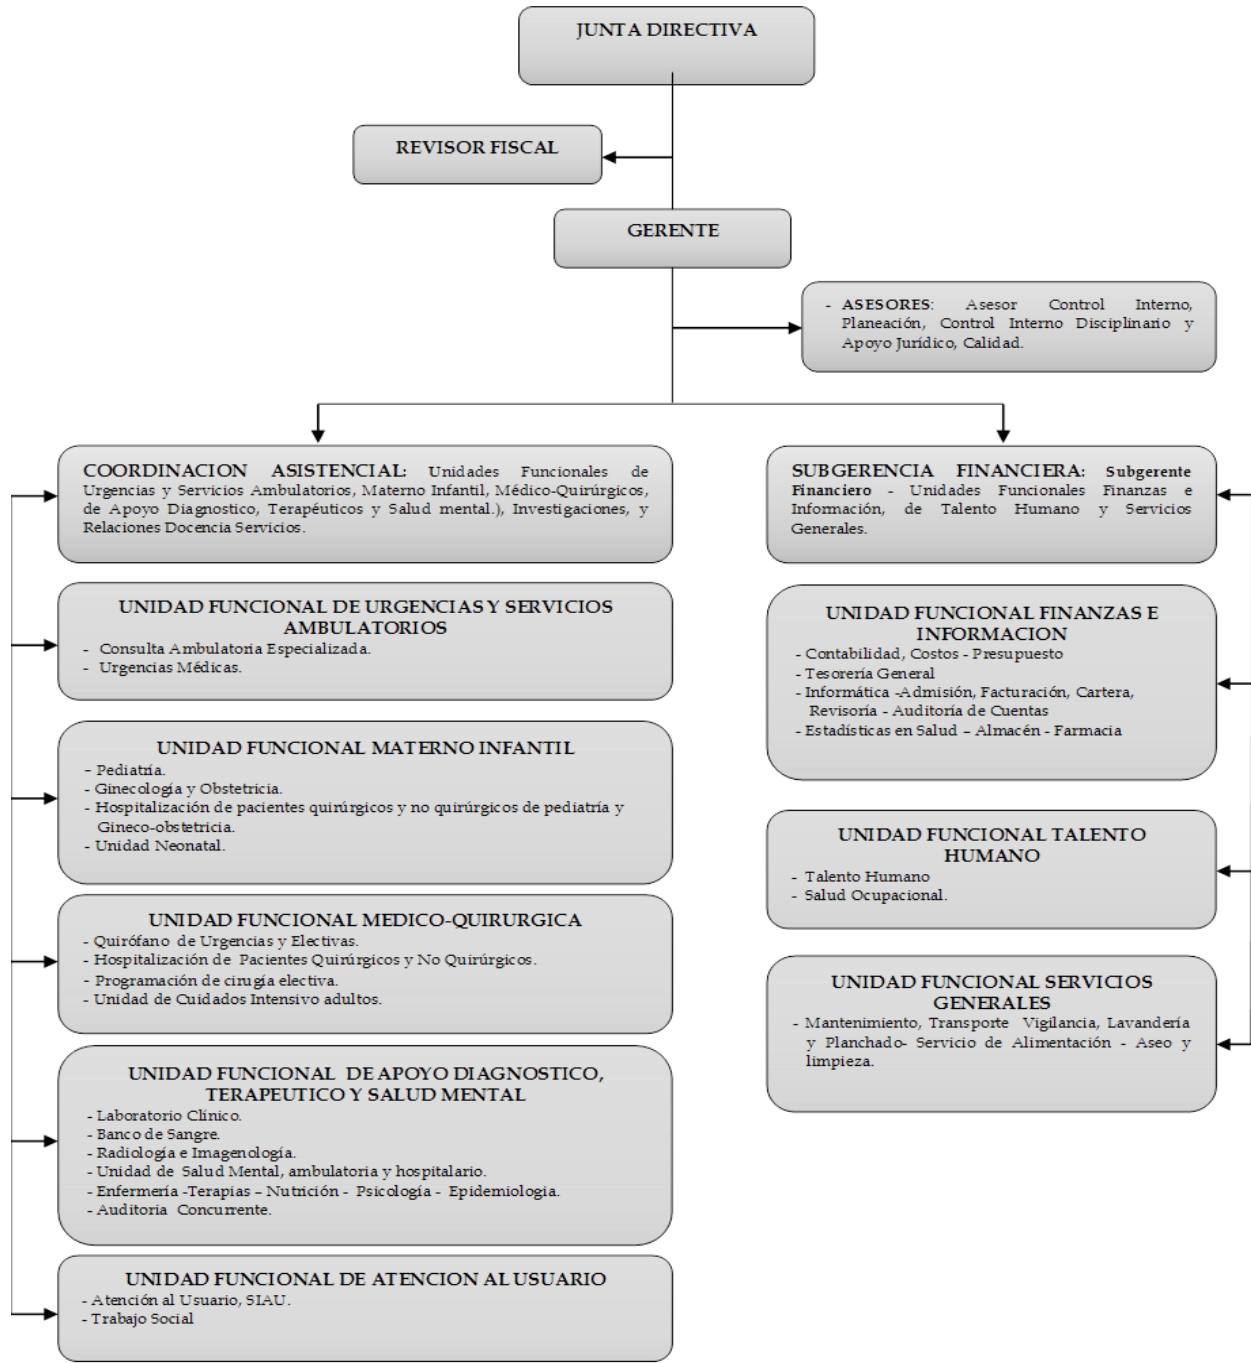 JUNTA DIRECTIVA
REVISOR FISCAL
GERENTE
- ASESORES: Asesor Control Interno,
Planeación, Control Interno Disciplinario y
Apoyo Jurídico, Calidad.
COORDINACION ASISTENCIAL: Unidades Funcionales de
Urgencias y Servicios Ambulatorios, Materno Infantil, Médico-Quirúrgicos,
de Apoyo Diagnostico, Terapéuticos y Salud mental.), Investigaciones, y
Relaciones Docencia Servicios.
UNIDAD FUNCIONAL DE URGENCIAS Y SERVICIOS
AMBULATORIOS
- Consulta Ambulatoria Especializada.
- Urgencias Médicas.
UNIDAD FUNCIONAL MATERNO INFANTIL
- Pediatría.
- Ginecología y Obstetricia.
- Hospitalización de pacientes quirúrgicos y no quirúrgicos de pediatría y
Gineco-obstetricia.
- Unidad Neonatal.
UNIDAD FUNCIONAL MEDICO-QUIRURGICA
- Quirófano de Urgencias y Electivas.
- Hospitalización de Pacientes Quirúrgicos y No Quirúrgicos.
- Programación de cirugía electiva.
- Unidad de Cuidados Intensivo adultos.
UNIDAD FUNCIONAL DE APOYO DIAGNOSTICO,
TERAPEUTICO Y SALUD MENTAL
- Laboratorio Clínico.
- Banco de Sangre.
- Radiología e Imagenología.
- Unidad de Salud Mental, ambulatoria y hospitalario.
- Enfermería -Terapias – Nutrición - Psicología - Epidemiologia.
- Auditoria Concurrente.
UNIDAD FUNCIONAL DE ATENCION AL USUARIO
- Atención al Usuario, SIAU.
- Trabajo Social
SUBGERENCIA FINANCIERA: Subgerente
Financiero - Unidades Funcionales Finanzas e
Información, de Talento Humano y Servicios
Generales.
UNIDAD FUNCIONAL FINANZAS E
INFORMACION
- Contabilidad, Costos - Presupuesto
- Tesorería General
- Informática -Admisión, Facturación, Cartera,
Revisoría - Auditoría de Cuentas
- Estadísticas en Salud – Almacén - Farmacia
UNIDAD FUNCIONAL TALENTO
HUMANO
- Talento Humano
- Salud Ocupacional.
UNIDAD FUNCIONAL SERVICIOS
GENERALES
- Mantenimiento, Transporte Vigilancia, Lavandería
y Planchado- Servicio de Alimentación - Aseo y
limpieza.